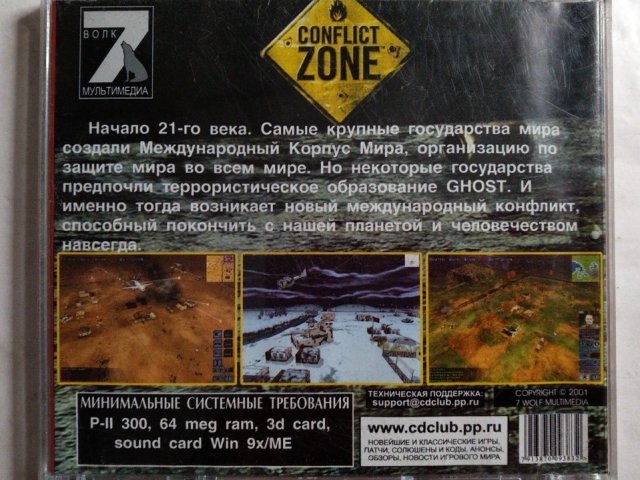 ВОЛК
7
МУЛЬТИМЕДИА
CONFLICT
ZONE
Начало 21-го века. Самые крупные государства мира
создали Международный Корпус Мира, организацию по
защите мира во всем мире. Но некоторые государства
предпочли террористическое образование GHOST. И
именно тогда возникает новый международный конфликт,
способный покончить с нашей планетой и человечеством
навсегда.
МИНИМАЛЬНЫЕ СИСТЕМНЫЕ ТРЕБОВАНИЯ
P-II 300, 64 meg ram, 3d card,
sound card Win 9x/ME
ТЕХНИЧЕСКАЯ ПОДДЕРЖКА:
support@cdclub.pp.ru
www.cdclub.pp.ru
НОВЕЙШИЕ И КЛАССИЧЕСКИЕ ИГРЫ,
ПАТЧИ, СОЛЮШЕНЫ И КОДЫ, АНОНСЫ,
ОБЗОРЫ, НОВОСТИ ИГРОВОГО МИРА.
COPYRIGHT © 2001
7 WOLF MULTIMEDIA